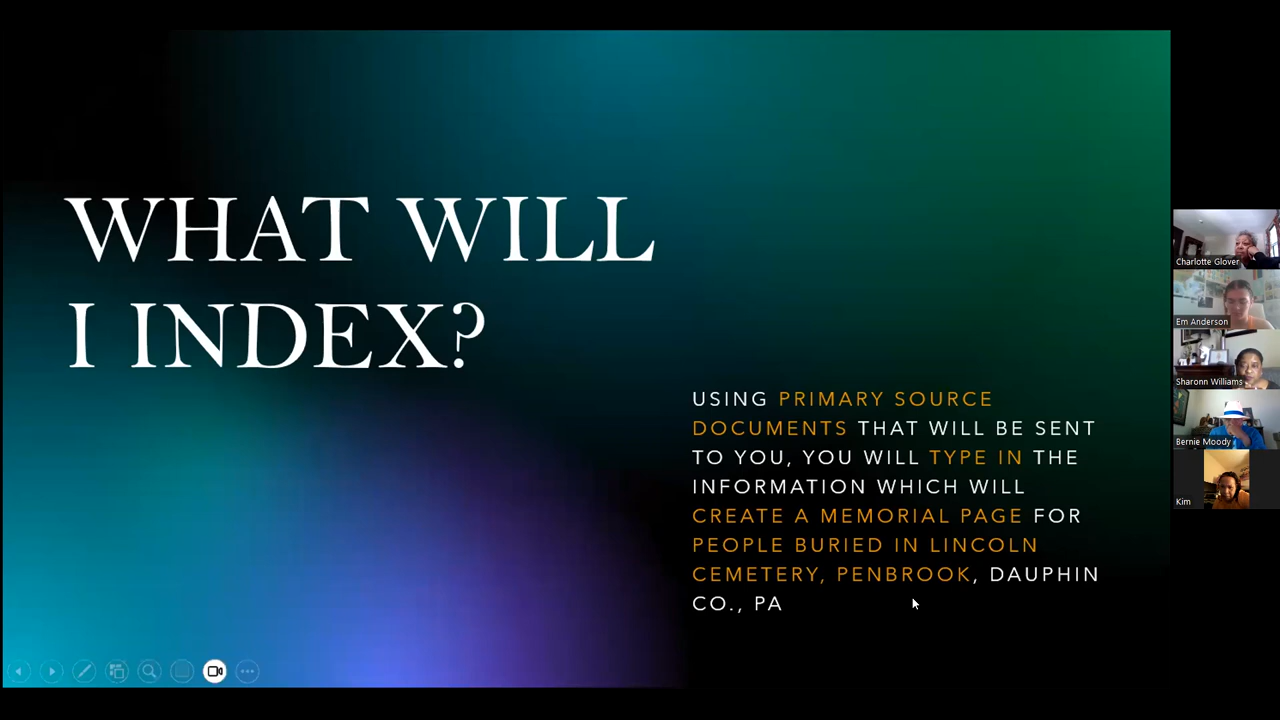 WHAT WILL
I INDEX?
USING PRIMARY SOURCE
DOCUMENTS THAT WILL BE SENT
TO YOU, YOU WILL TYPE IN THE
INFORMATION WHICH WILL
CREATE A MEMORIAL PAGE FOR
PEOPLE BURIED IN LINCOLN
CEMETERY, PENBROOK, DAUPHIN
CO., PA
Charlotte Glover
Em Anderson
Sharonn Williams
Bernie Moody
Kim